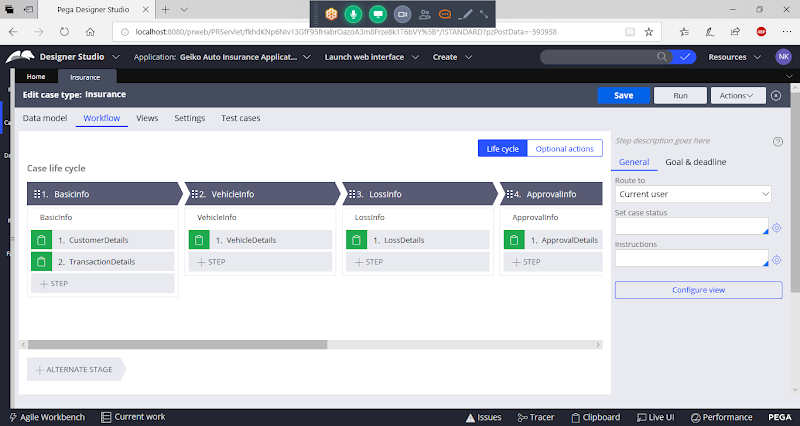 Pega Designer Studio
localhost:8080/prweb/PRServlet/fkhdKNp6Niv13GfF95fHabrOazoA3m8Frze8k1T6bVY%5B*/!STANDARD?pzPostData=-593958
Designer Studio
Application: Geiko Auto Insurance Applicat...
Launch web interface
Create
Resources
NK
Home
Insurance
Edit case type: Insurance
Save
Run
Actions
Data model
Workflow
Views
Settings
Test cases
Life cycle
Optional actions
Case life cycle
1. BasicInfo
2. VehicleInfo
3. LossInfo
4. ApprovalInfo
BasicInfo
VehicleInfo
LossInfo
ApprovalInfo
1. CustomerDetails
1. VehicleDetails
1. LossDetails
1. ApprovalDetails
2. TransactionDetails
+ STEP
+ STEP
+ STEP
+ STEP
+ ALTERNATE STAGE
Step description goes here
General
Goal & deadline
Route to
Current user
Set case status
Instructions
Configure view
Agile Workbench
Current work
Issues
Tracer
Clipboard
Live UI
Performance
PEGA